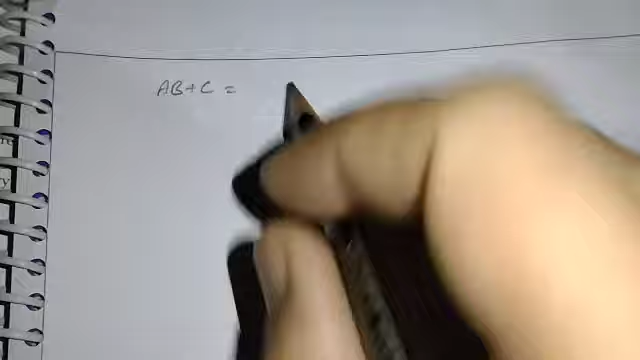 AB+C =